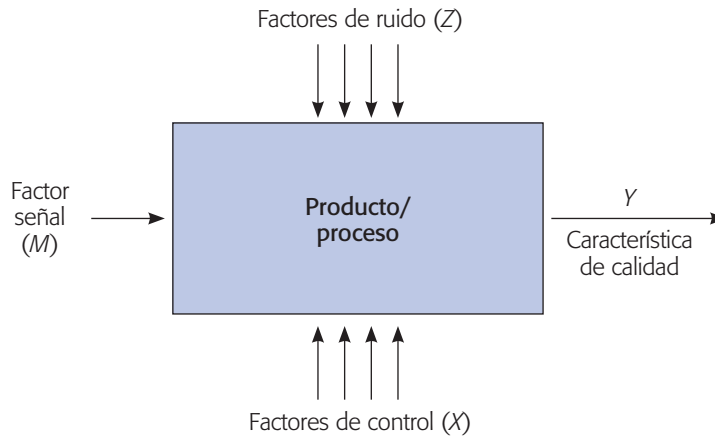 Factores de ruido (Z)
Factor
señal
(M)
Producto/
proceso
Y
Característica
de calidad
Factores de control (X)